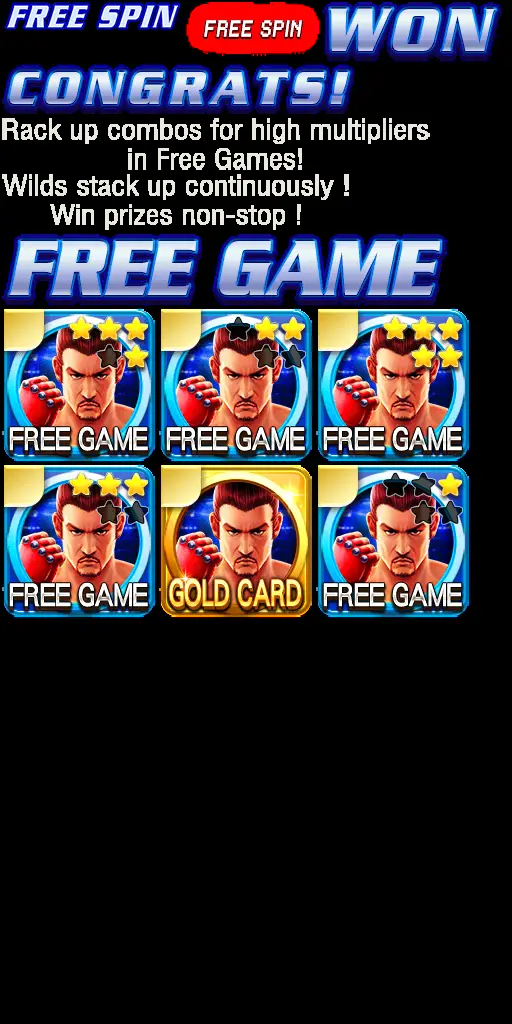 FREE SPIN
FREE SPIN
WON
CONGRATS!
Rack up combos for high multipliers
in Free Games!
Wilds stack up continuously !
Win prizes non-stop !
FREE GAME
FREE GAME
FREE GAME
FREE GAME
FREE GAME
GOLD CARD
FREE GAME